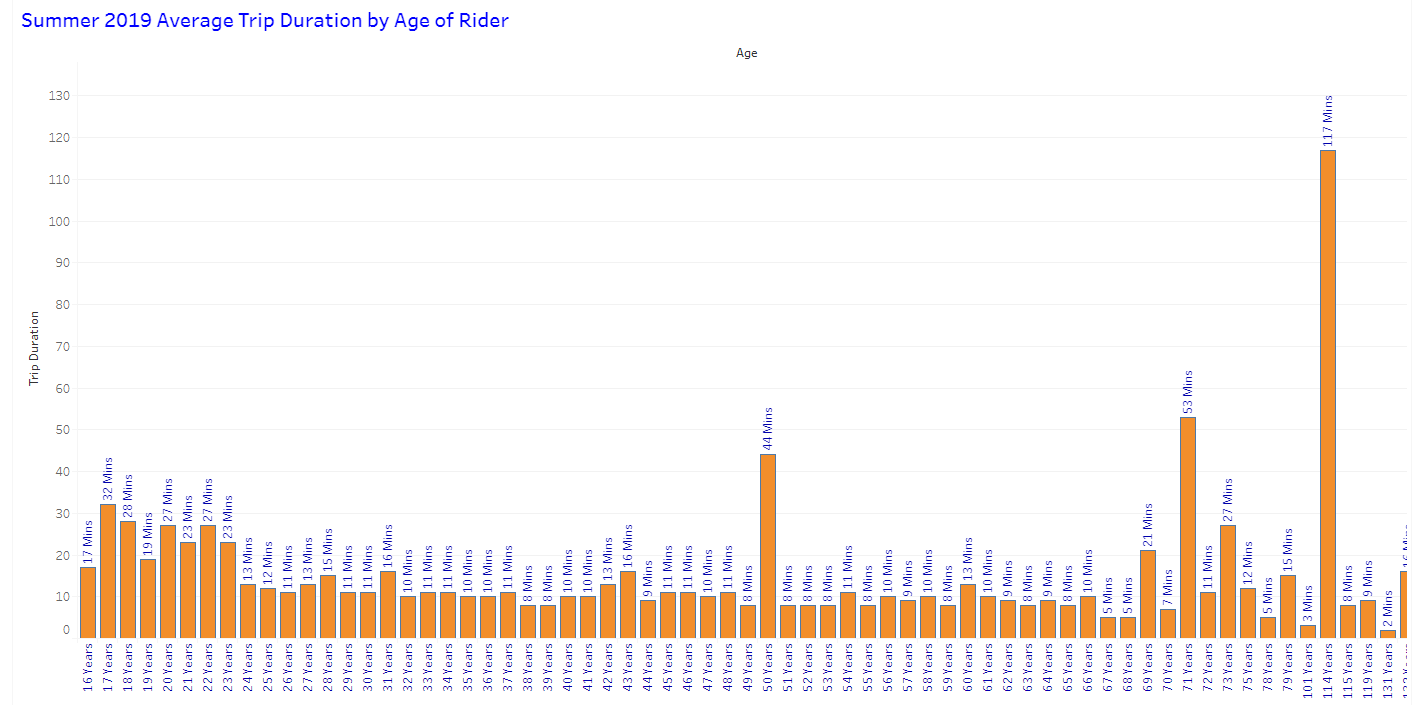 Summer 2019 Average Trip Duration by Age of Rider
Age
Trip Duration
130
120
110
100
90
80
70
60
50
40
30
20
10
0
17 Mins
32 Mins
28 Mins
19 Mins
27 Mins
23 Mins
27 Mins
23 Mins
13 Mins
12 Mins
11 Mins
13 Mins
15 Mins
11 Mins
11 Mins
16 Mins
10 Mins
11 Mins
11 Mins
10 Mins
10 Mins
11 Mins
8 Mins
8 Mins
10 Mins
10 Mins
13 Mins
16 Mins
9 Mins
11 Mins
11 Mins
10 Mins
11 Mins
8 Mins
44 Mins
8 Mins
8 Mins
8 Mins
11 Mins
8 Mins
10 Mins
9 Mins
10 Mins
8 Mins
13 Mins
10 Mins
9 Mins
8 Mins
9 Mins
8 Mins
10 Mins
5 Mins
5 Mins
21 Mins
7 Mins
53 Mins
11 Mins
27 Mins
12 Mins
5 Mins
15 Mins
3 Mins
117 Mins
8 Mins
9 Mins
2 Mins
16 Years
17 Years
18 Years
19 Years
20 Years
21 Years
22 Years
23 Years
24 Years
25 Years
26 Years
27 Years
28 Years
29 Years
30 Years
31 Years
32 Years
33 Years
34 Years
35 Years
36 Years
37 Years
38 Years
39 Years
40 Years
41 Years
42 Years
43 Years
44 Years
45 Years
46 Years
47 Years
48 Years
49 Years
50 Years
51 Years
52 Years
53 Years
54 Years
55 Years
56 Years
57 Years
58 Years
59 Years
60 Years
61 Years
62 Years
63 Years
64 Years
65 Years
66 Years
67 Years
68 Years
69 Years
70 Years
71 Years
72 Years
73 Years
75 Years
78 Years
79 Years
101 Years
114 Years
115 Years
119 Years
131 Years